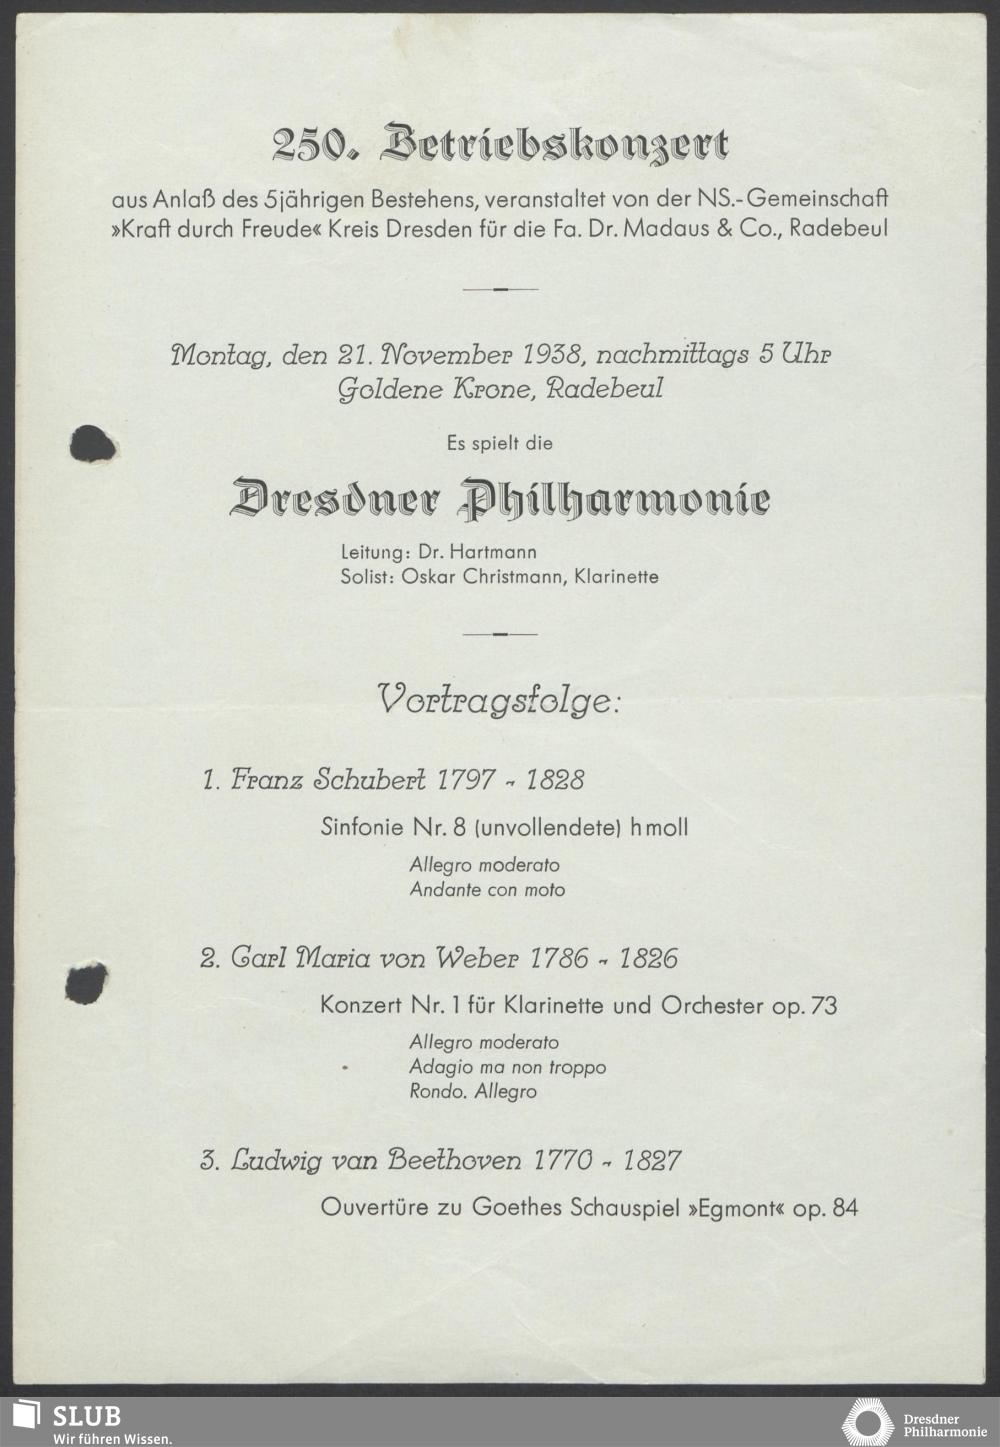 250. Betriebskonzert
aus Anlaß des 5jährigen Bestehens, veranstaltet von der NS.-Gemeinschaft
»Kraft durch Freude« Kreis Dresden für die Fa. Dr. Madaus & Co., Radebeul
Montag, den 21. November 1938, nachmittags 5 Uhr
Goldene Krone, Radebeul
Es spielt die
Dresdner Philharmonie
Leitung: Dr. Hartmann
Solist: Oskar Christmann, Klarinette
Vortragsfolge:
1. Franz Schubert 1797 - 1828
Sinfonie Nr. 8 (unvollendete) h moll
Allegro moderato
Andante con moto
2. Carl Maria von Weber 1786 - 1826
Konzert Nr. 1 für Klarinette und Orchester op. 73
Allegro moderato
Adagio ma non troppo
Rondo. Allegro
3. Ludwig van Beethoven 1770 - 1827
Ouvertüre zu Goethes Schauspiel »Egmont« op. 84
SLUB
Wir führen Wissen.
Dresdner
Philharmonie